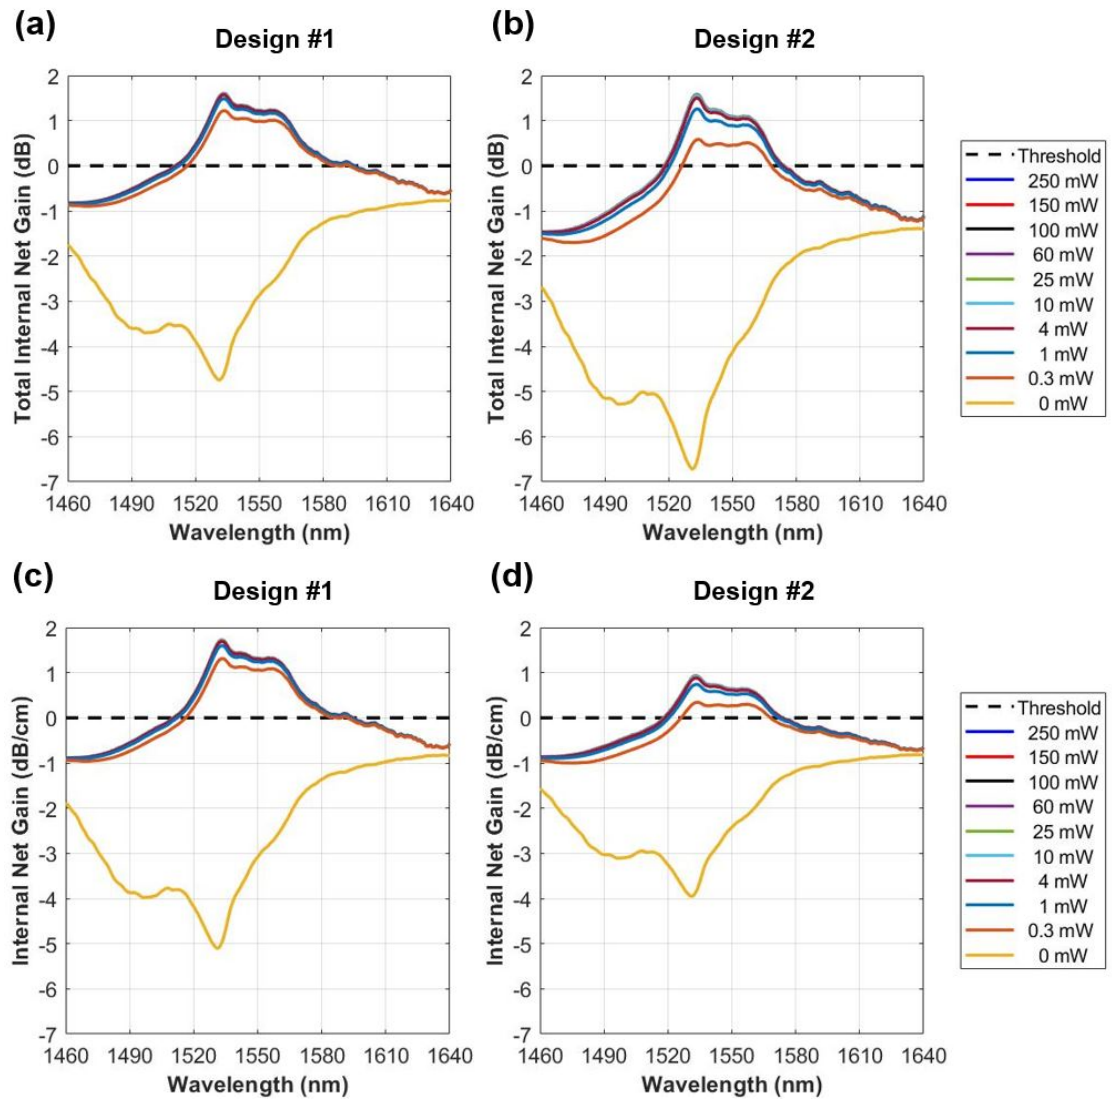 (a)
Design #1
(b)
Design #2
Total Internal Net Gain (dB)
2
1
0
-1
-2
-3
-4
-5
-6
-7
1460 1490 1520 1550 1580 1610 1640
Wavelength (nm)
Total Internal Net Gain (dB)
2
1
0
-1
-2
-3
-4
-5
-6
-7
1460 1490 1520 1550 1580 1610 1640
Wavelength (nm)
Threshold
250 mW
150 mW
100 mW
60 mW
25 mW
10 mW
4 mW
1 mW
0.3 mW
0 mW
(c)
Design #1
(d)
Design #2
Internal Net Gain (dB/cm)
2
1
0
-1
-2
-3
-4
-5
-6
-7
1460 1490 1520 1550 1580 1610 1640
Wavelength (nm)
Internal Net Gain (dB/cm)
2
1
0
-1
-2
-3
-4
-5
-6
-7
1460 1490 1520 1550 1580 1610 1640
Wavelength (nm)
Threshold
250 mW
150 mW
100 mW
60 mW
25 mW
10 mW
4 mW
1 mW
0.3 mW
0 mW